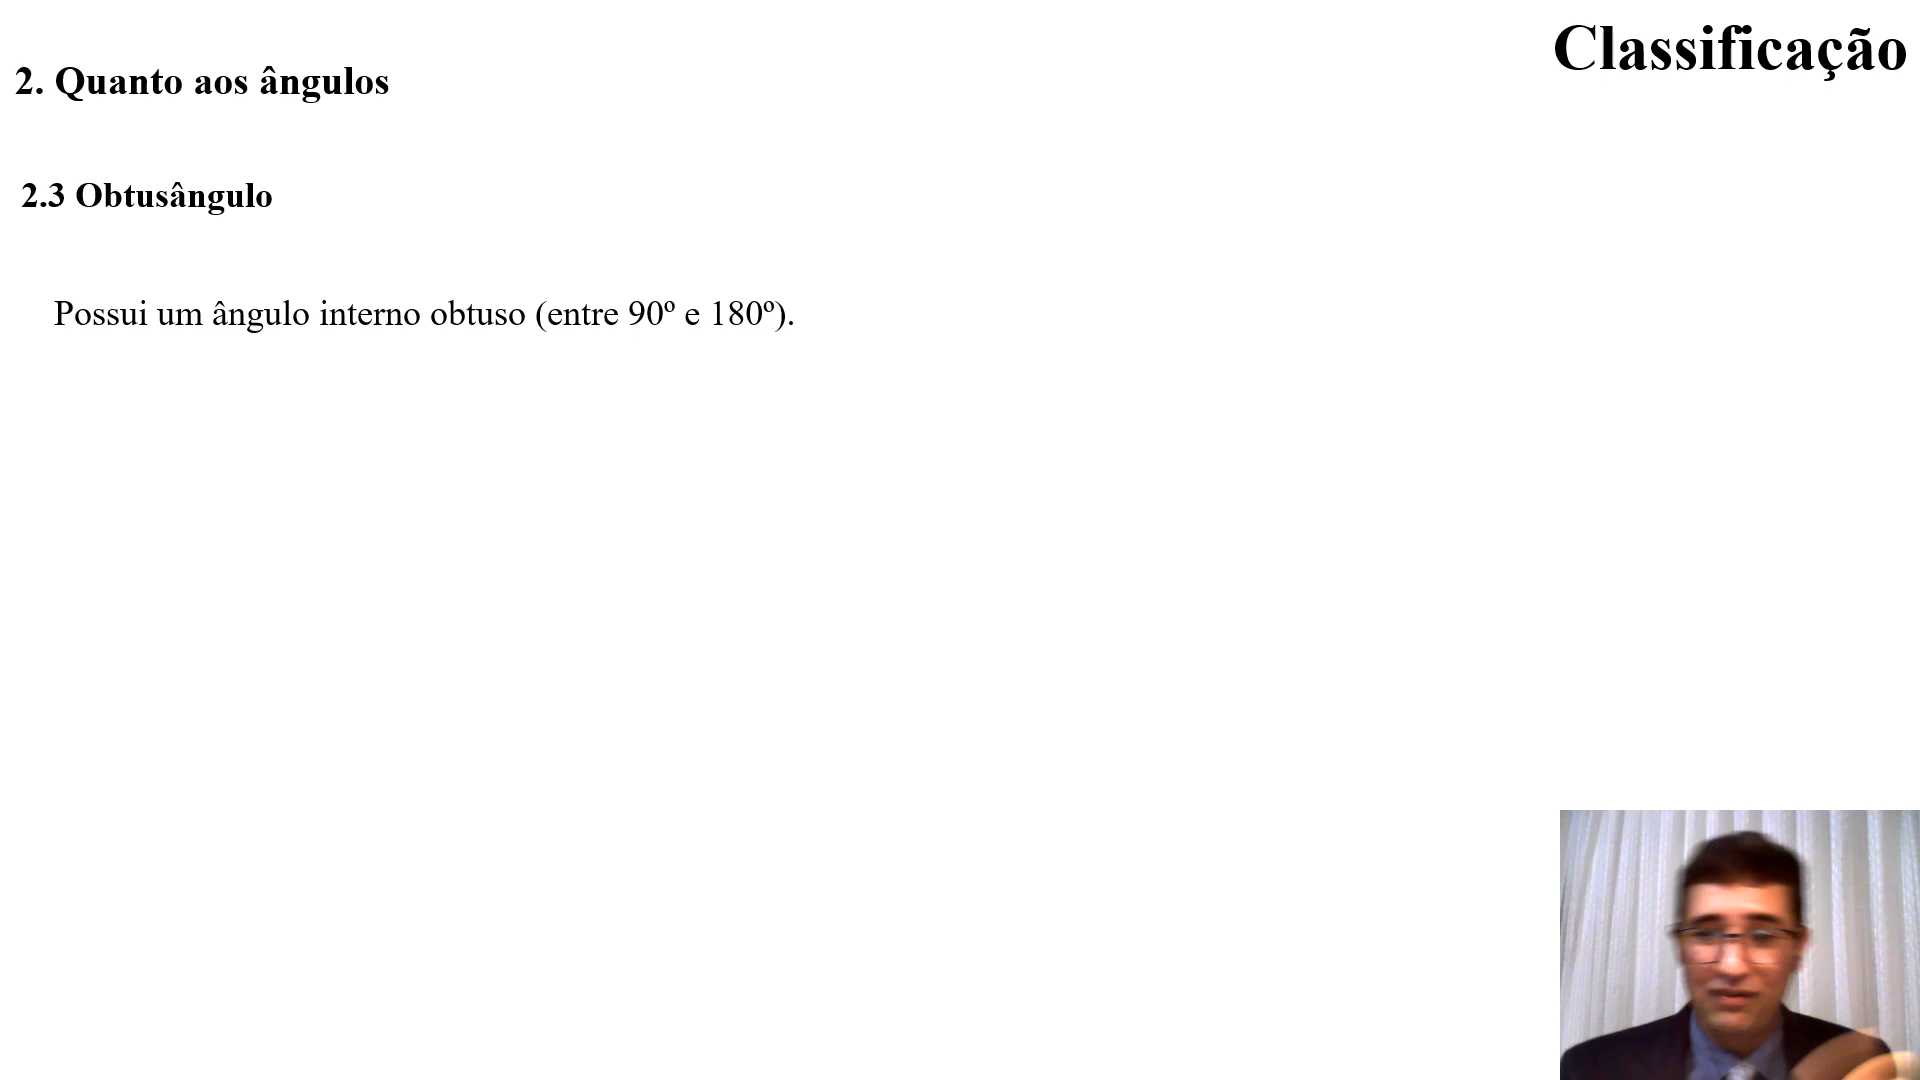 Classificação
2. Quanto aos ângulos
2.3 Obtusângulo
Possui um ângulo interno obtuso (entre 90º e 180º).